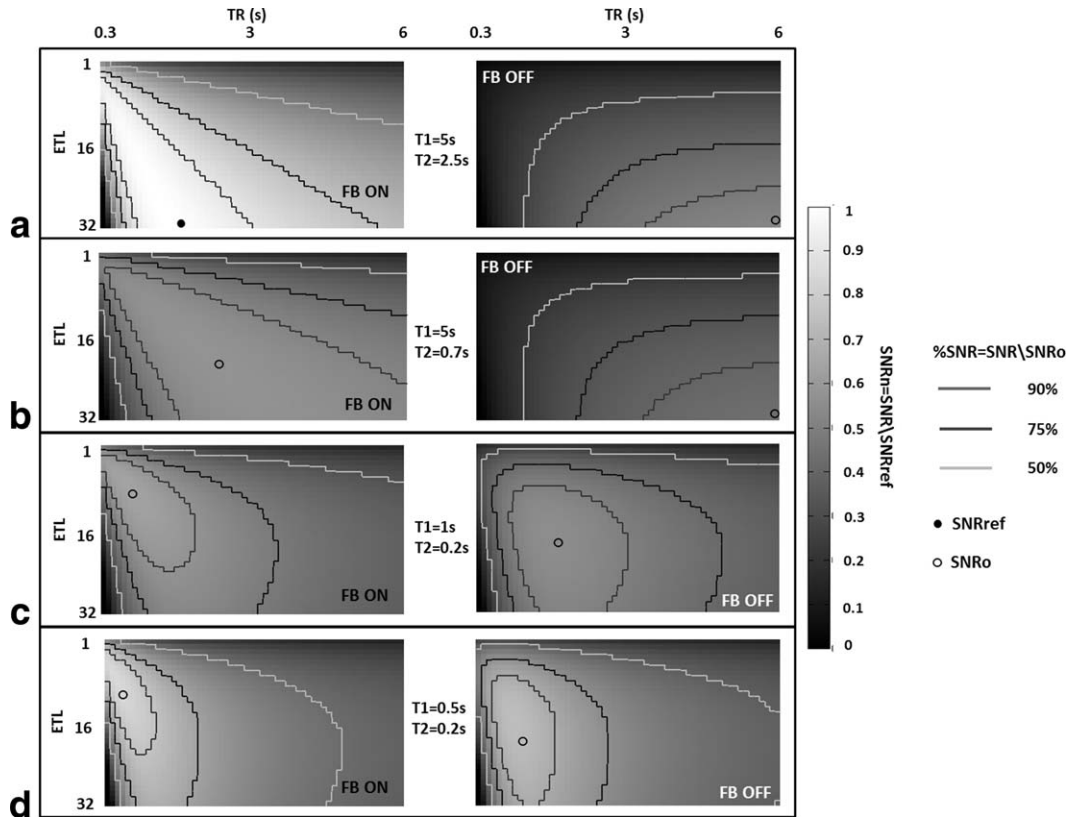 TR (s) TR (s)
0.3 3 6 0.3 3 6
a
ETL
1
16
32
FB ON
T1=5s
T2=2.5s
FB OFF
b
ETL
1
16
32
FB ON
T1=5s
T2=0.7s
FB OFF
c
ETL
1
16
32
FB ON
T1=1s
T2=0.2s
FB OFF
d
ETL
1
16
32
FB ON
T1=0.5s
T2=0.2s
FB OFF
1
0.9
0.8
0.7
0.6
0.5
0.4
0.3
0.2
0.1
0
SNRn=SNR\SNRref
%SNR=SNR\SNRo
90%
75%
50%
SNRref
SNRo